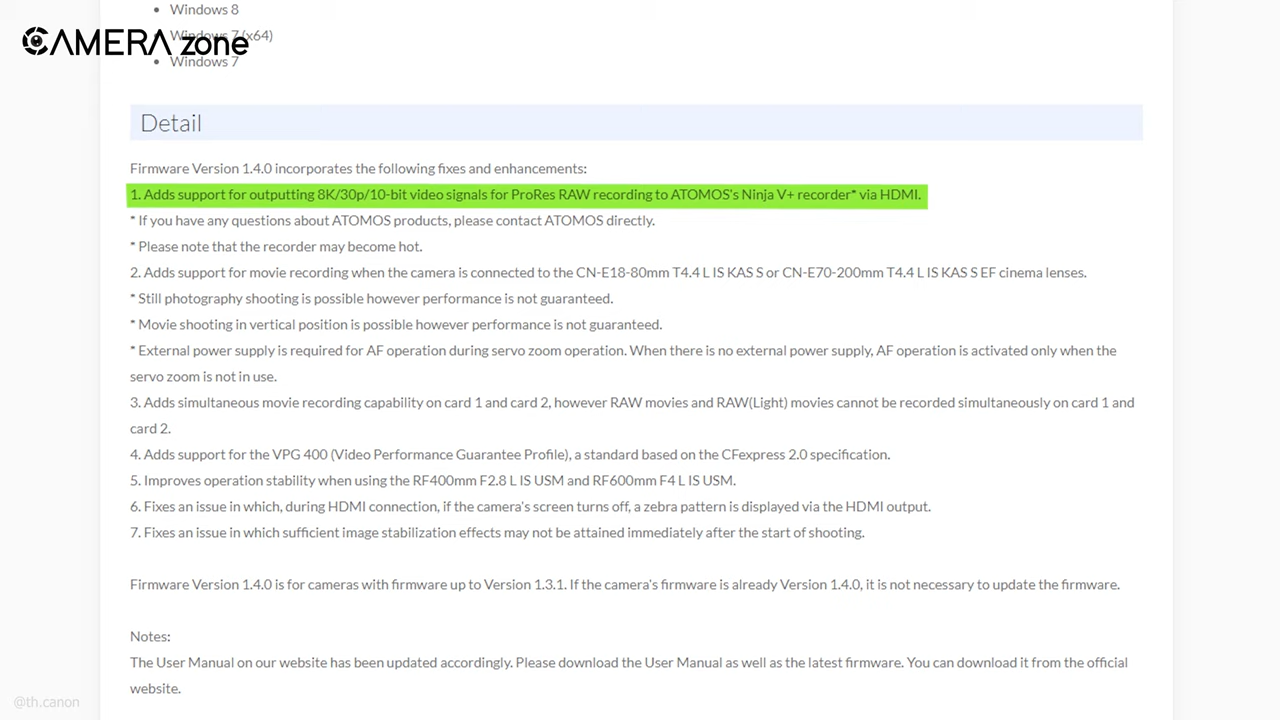 • Windows 8
CAMERA zone
• Windows 7 (x64)
• Windows 7
Detail
Firmware Version 1.4.0 incorporates the following fixes and enhancements:
1. Adds support for outputting 8K/30p/10-bit video signals for ProRes RAW recording to ATOMOS's Ninja V+ recorder* via HDMI.
* If you have any questions about ATOMOS products, please contact ATOMOS directly.
* Please note that the recorder may become hot.
2. Adds support for movie recording when the camera is connected to the CN-E18-80mm T4.4 L IS KAS S or CN-E70-200mm T4.4 L IS KAS S EF cinema lenses.
* Still photography shooting is possible however performance is not guaranteed.
* Movie shooting in vertical position is possible however performance is not guaranteed.
* External power supply is required for AF operation during servo zoom operation. When there is no external power supply, AF operation is activated only when the
servo zoom is not in use.
3. Adds simultaneous movie recording capability on card 1 and card 2, however RAW movies and RAW(Light) movies cannot be recorded simultaneously on card 1 and
card 2.
4. Adds support for the VPG 400 (Video Performance Guarantee Profile), a standard based on the CFexpress 2.0 specification.
5. Improves operation stability when using the RF400mm F2.8 L IS USM and RF600mm F4 L IS USM.
6. Fixes an issue in which, during HDMI connection, if the camera's screen turns off, a zebra pattern is displayed via the HDMI output.
7. Fixes an issue in which sufficient image stabilization effects may not be attained immediately after the start of shooting.
Firmware Version 1.4.0 is for cameras with firmware up to Version 1.3.1. If the camera's firmware is already Version 1.4.0, it is not necessary to update the firmware.
Notes:
The User Manual on our website has been updated accordingly. Please download the User Manual as well as the latest firmware. You can download it from the official
website.
@th.canon